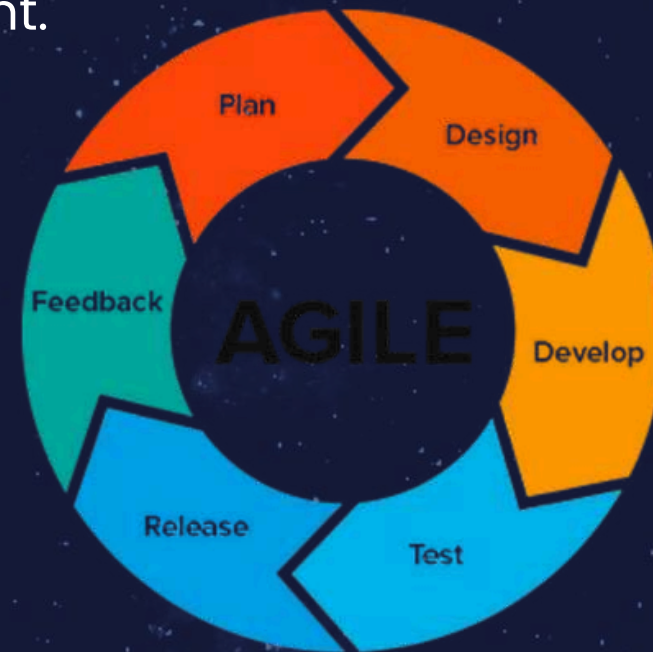 nt.
Plan
Design
Develop
Test
Release
Feedback
AGILE